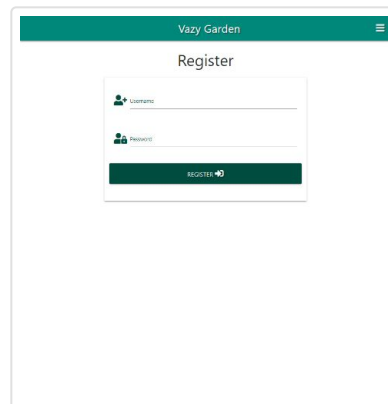 Vazy Garden
Register
Username
Password
REGISTER